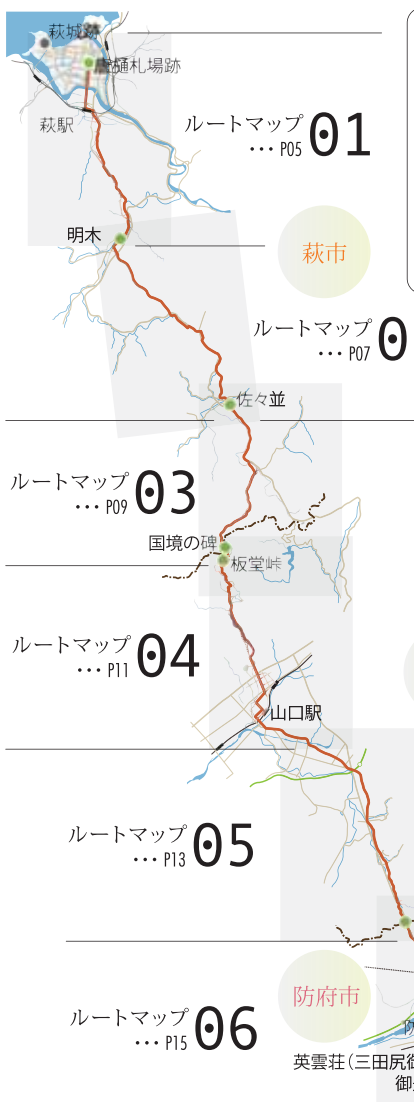 萩城跡
唐樋札場跡
萩駅
ルートマップ 01
… P05
明木
萩市
ルートマップ 0
… P07
佐々並
ルートマップ 03
… P09
国境の碑
板堂峠
ルートマップ 04
… P11
山口駅
ルートマップ 05
… P13
防府市
ルートマップ 06
… P15
英雲荘(三田尻御